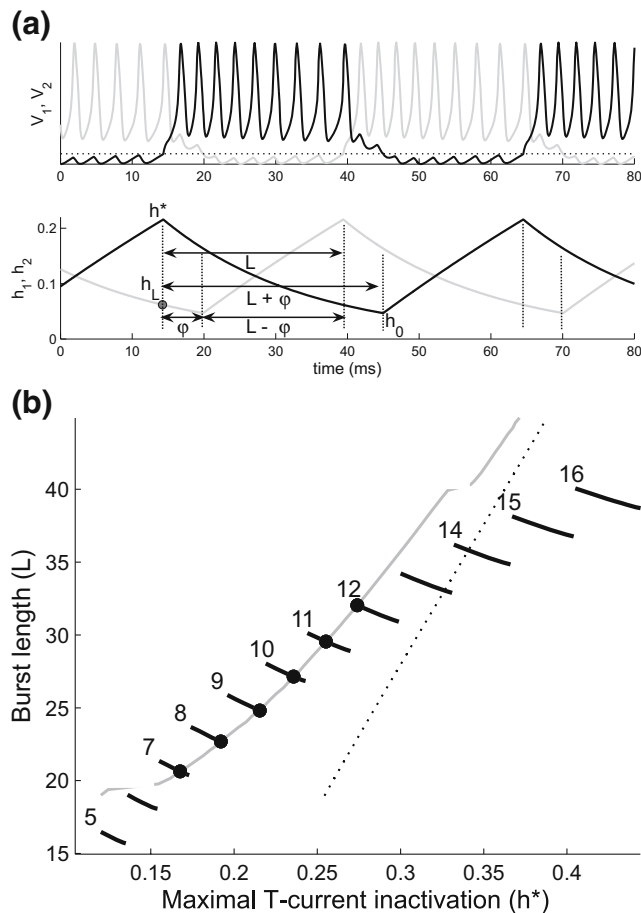 (a)
V₁, V₂
0 10 20 30 40 50 60 70 80
h*
0.2
L
h₁, h₂
0.1
h_L
L + φ
φ
L - φ
h₀
0
0 10 20 30 40 50 60 70 80
time (ms)
(b)
40
16
15
14
35
12
30
11
10
Burst length (L)
9
25
8
7
20
5
15
0.15 0.2 0.25 0.3 0.35 0.4
Maximal T-current inactivation (h*)